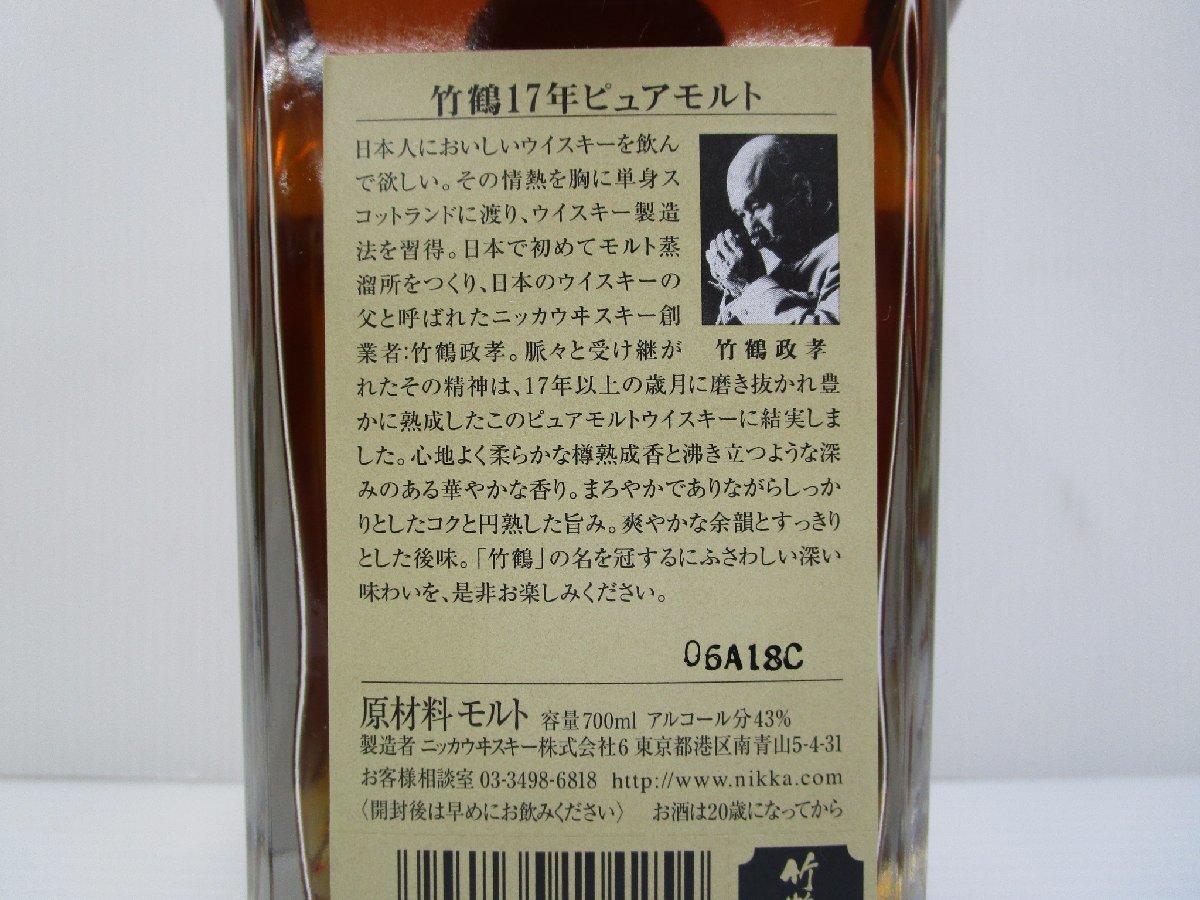 竹鶴17年ピュアモルト
日本人においしいウイスキーを飲ん
で欲しい。その情熱を胸に単身ス
コットランドに渡り、ウイスキー製造
法を習得。日本で初めてモルト蒸
溜所をつくり、日本のウイスキーの
父と呼ばれたニッカウヰスキー創
業者:竹鶴政孝。脈々と受け継が
竹鶴政孝
れたその精神は、17年以上の歳月に磨き抜かれ豊
かに熟成したこのピュアモルトウイスキーに結実しま
した。心地よく柔らかな樽熟成香と沸き立つような深
みのある華やかな香り。まろやかでありながらしっか
りとしたコクと円熟した旨み。爽やかな余韻とすっきり
とした後味。「竹鶴」の名を冠するにふさわしい深い
味わいを、是非お楽しみください。
06A18C
原材料 モルト 容量700ml アルコール分43%
製造者 ニッカウヰスキー株式会社6 東京都港区南青山5-4-31
お客様相談室 03-3498-6818 http://www.nikka.com
〈開封後は早めにお飲みください〉 お酒は20歳になってから
竹